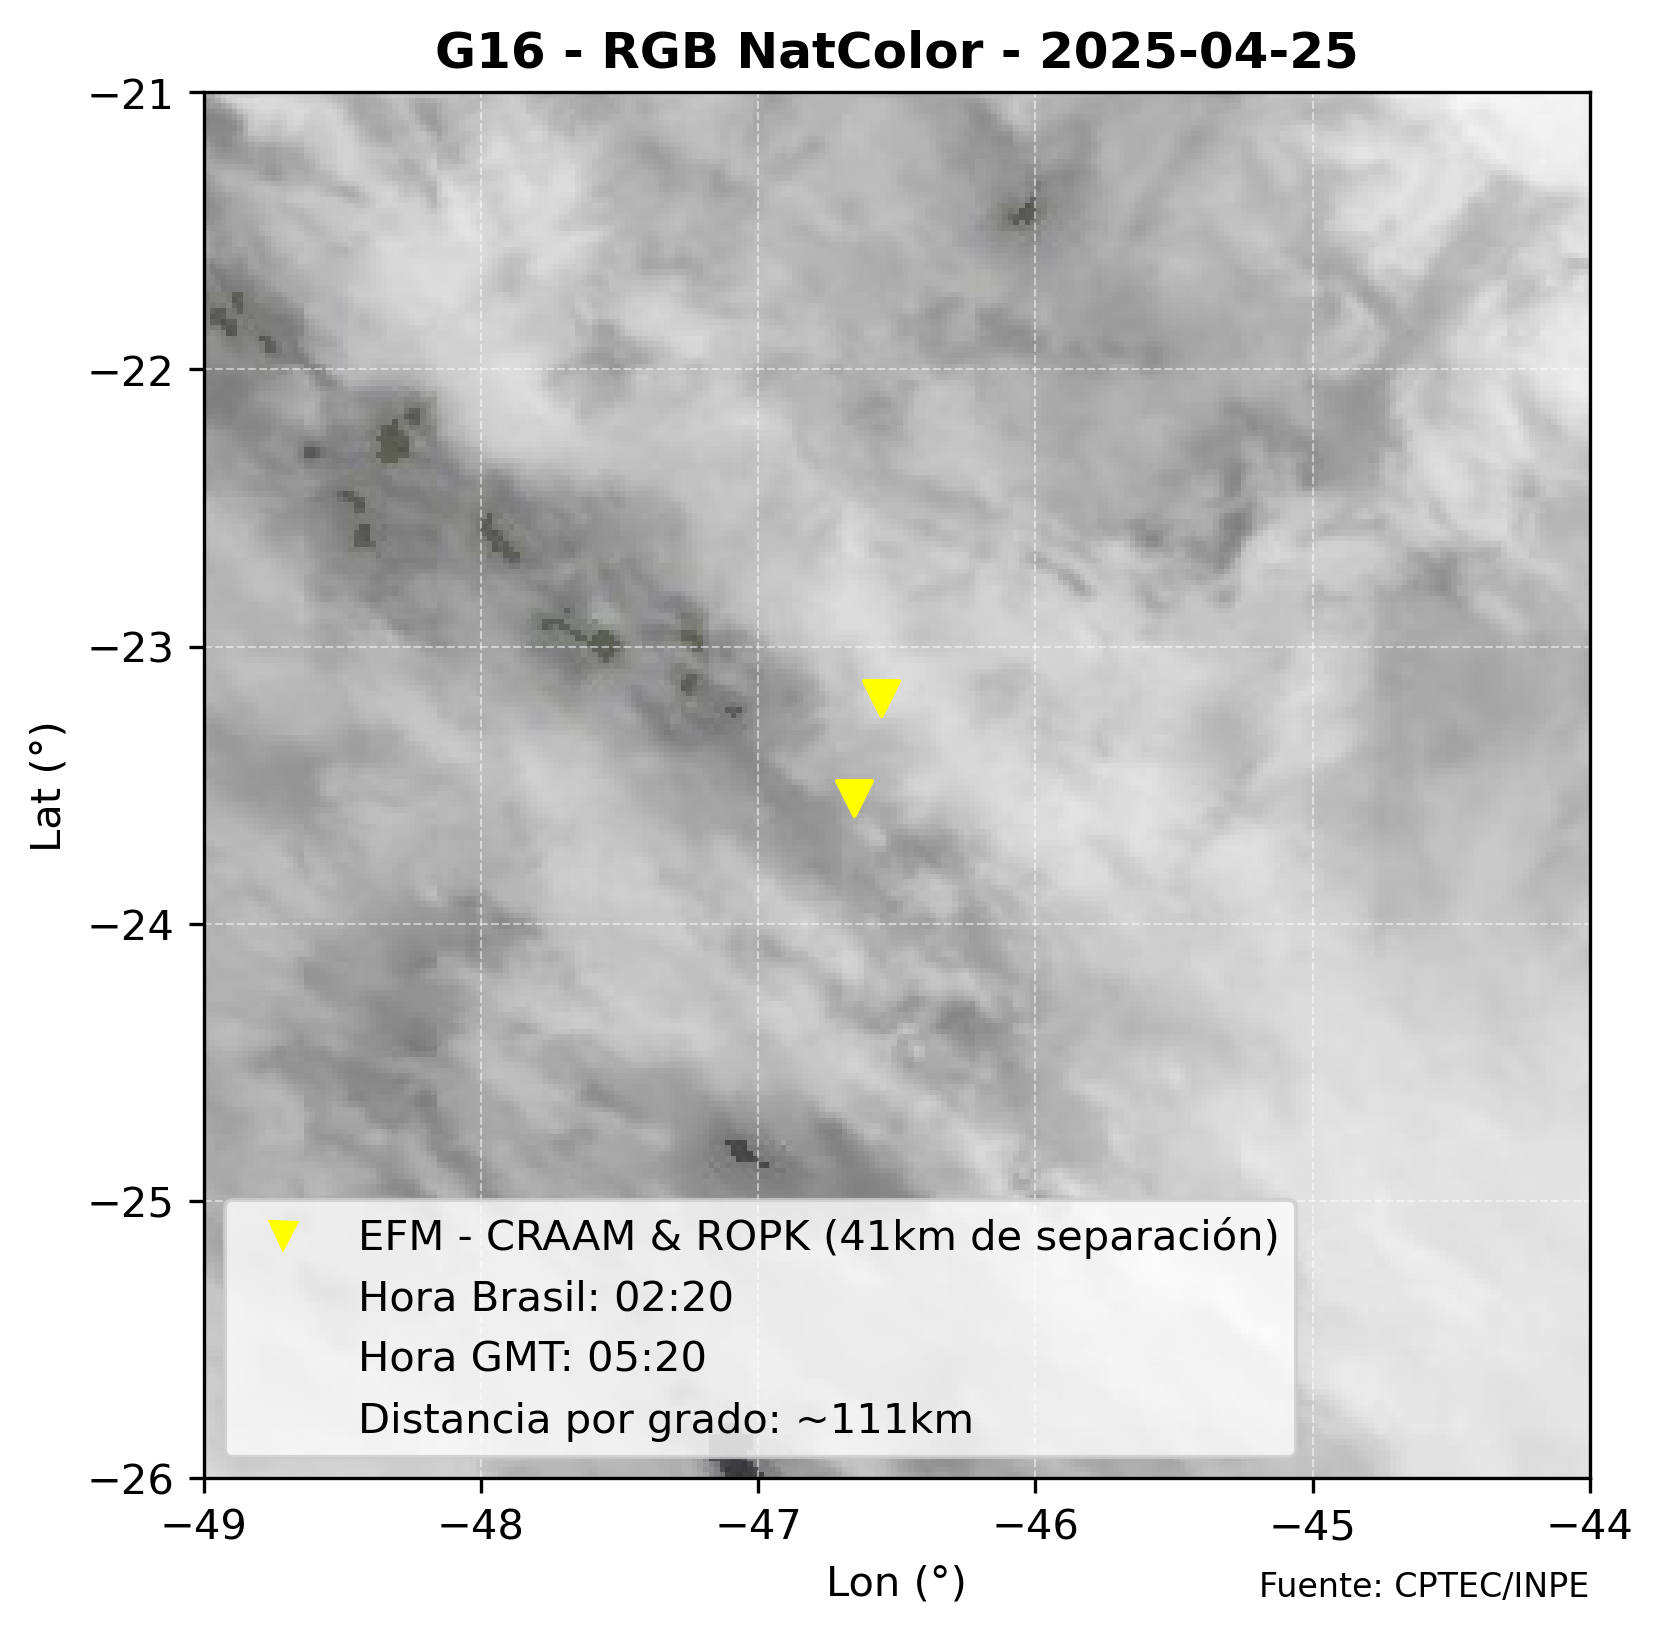 G16 - RGB NatColor - 2025-04-25
−21
−22
−23
−24
−25
−26
Lat (°)
EFM - CRAAM & ROPK (41km de separación)
Hora Brasil: 02:20
Hora GMT: 05:20
Distancia por grado: ~111km
−49 −48 −47 −46 −45 −44
Lon (°)
Fuente: CPTEC/INPE